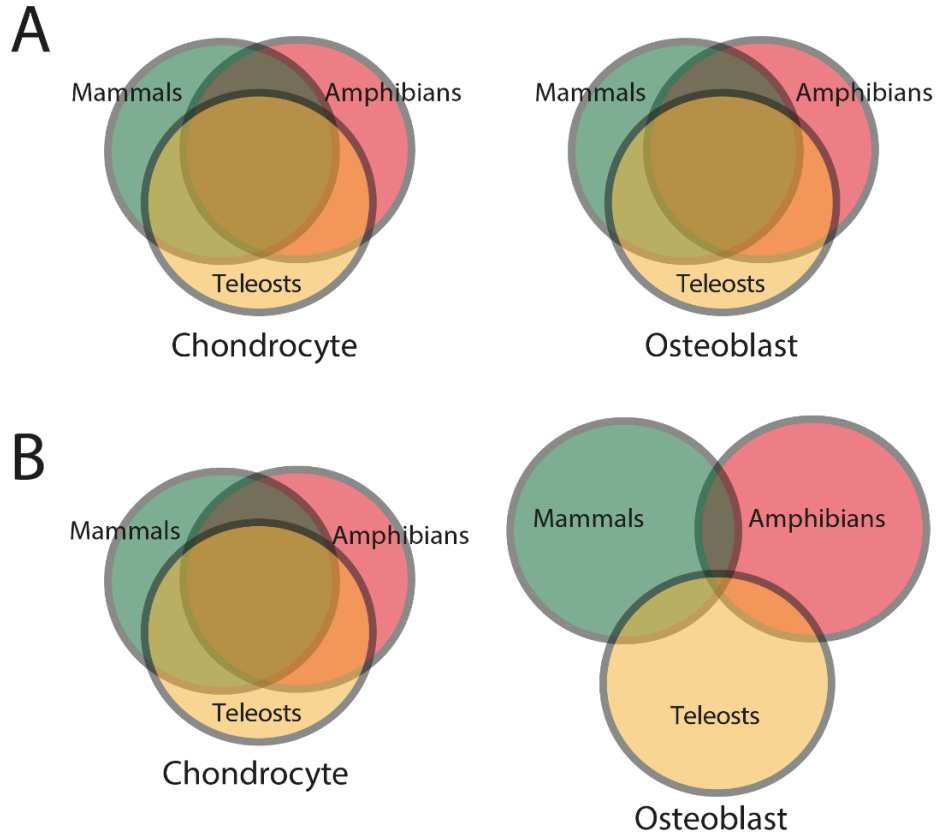 A
Mammals
Amphibians
Teleosts
Chondrocyte
Mammals
Amphibians
Teleosts
Osteoblast
B
Mammals
Amphibians
Teleosts
Chondrocyte
Mammals
Amphibians
Teleosts
Osteoblast